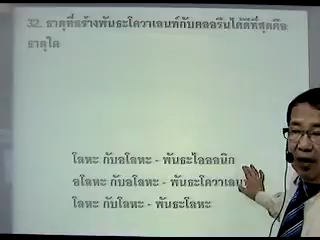 32. ธาตุที่สร้างพันธะโควาเลนท์กับคลอรีนได้ดีที่สุดคือ
ธาตุใด
โลหะ กับอโลหะ - พันธะไอออนิก
อโลหะ กับอโลหะ - พันธะโควาเลน
โลหะ กับโลหะ - พันธะโลหะ